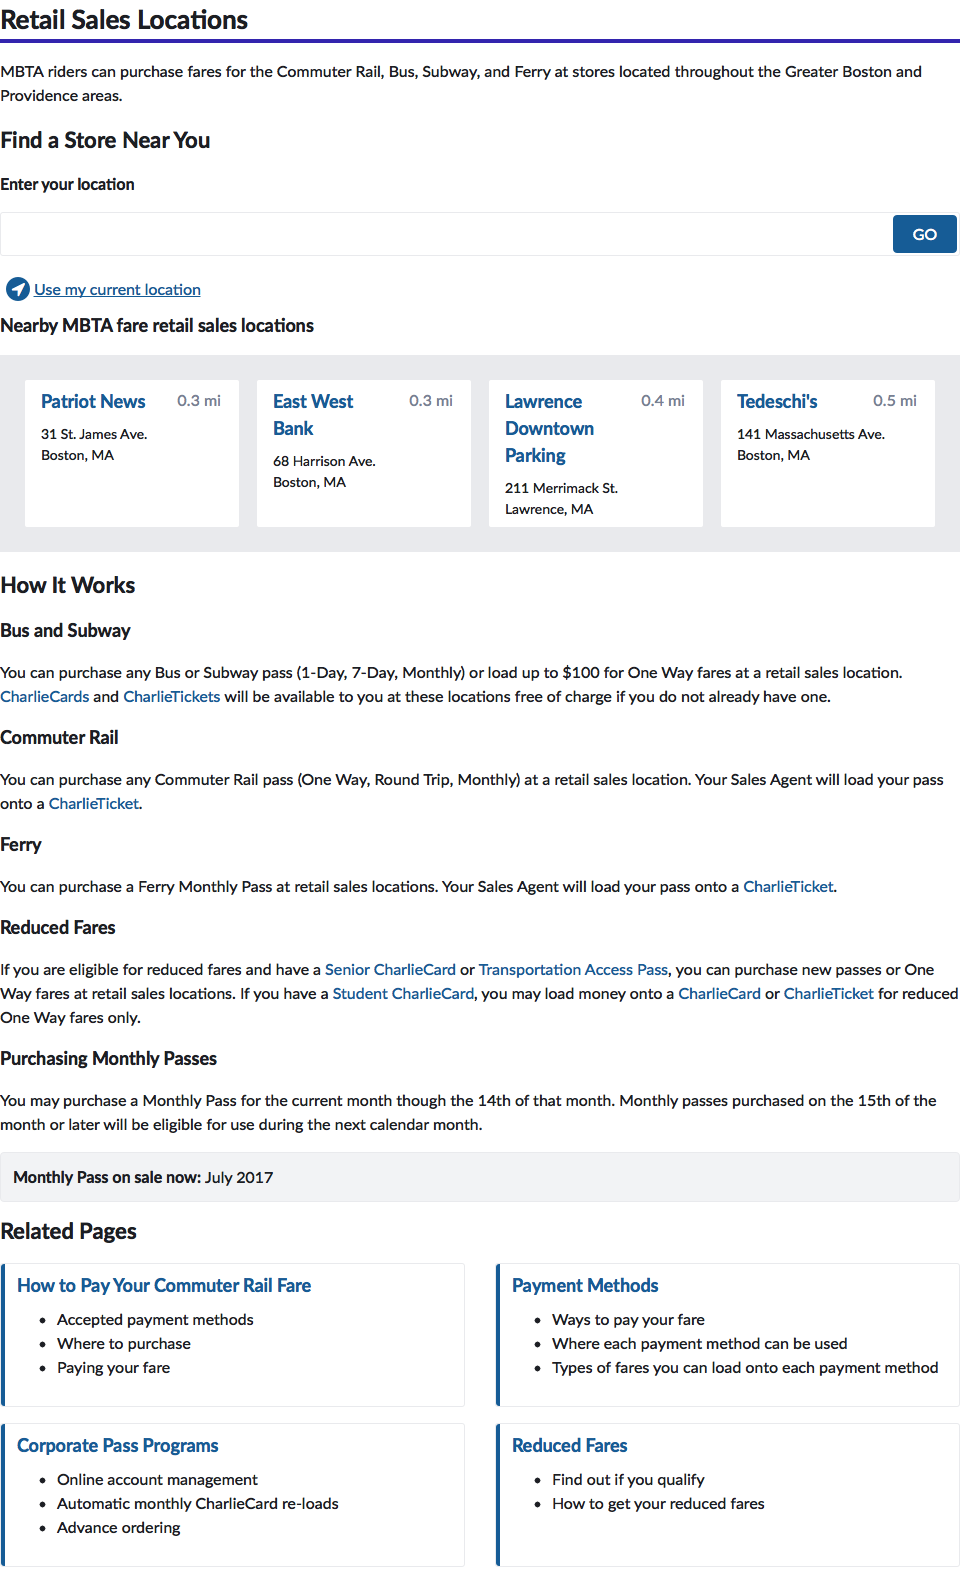 Retail Sales Locations
MBTA riders can purchase fares for the Commuter Rail, Bus, Subway, and Ferry at stores located throughout the Greater Boston and
Providence areas.
Find a Store Near You
Enter your location
GO
Use my current location
Nearby MBTA fare retail sales locations
Patriot News 0.3 mi
31 St. James Ave.
Boston, MA
East West 0.3 mi
Bank
68 Harrison Ave.
Boston, MA
Lawrence 0.4 mi
Downtown
Parking
211 Merrimack St.
Lawrence, MA
Tedeschi's 0.5 mi
141 Massachusetts Ave.
Boston, MA
How It Works
Bus and Subway
You can purchase any Bus or Subway pass (1-Day, 7-Day, Monthly) or load up to $100 for One Way fares at a retail sales location.
CharlieCards and CharlieTickets will be available to you at these locations free of charge if you do not already have one.
Commuter Rail
You can purchase any Commuter Rail pass (One Way, Round Trip, Monthly) at a retail sales location. Your Sales Agent will load your pass
onto a CharlieTicket.
Ferry
You can purchase a Ferry Monthly Pass at retail sales locations. Your Sales Agent will load your pass onto a CharlieTicket.
Reduced Fares
If you are eligible for reduced fares and have a Senior CharlieCard or Transportation Access Pass, you can purchase new passes or One
Way fares at retail sales locations. If you have a Student CharlieCard, you may load money onto a CharlieCard or CharlieTicket for reduced
One Way fares only.
Purchasing Monthly Passes
You may purchase a Monthly Pass for the current month though the 14th of that month. Monthly passes purchased on the 15th of the
month or later will be eligible for use during the next calendar month.
Monthly Pass on sale now: July 2017
Related Pages
How to Pay Your Commuter Rail Fare
• Accepted payment methods
• Where to purchase
• Paying your fare
Payment Methods
• Ways to pay your fare
• Where each payment method can be used
• Types of fares you can load onto each payment method
Corporate Pass Programs
• Online account management
• Automatic monthly CharlieCard re-loads
• Advance ordering
Reduced Fares
• Find out if you qualify
• How to get your reduced fares